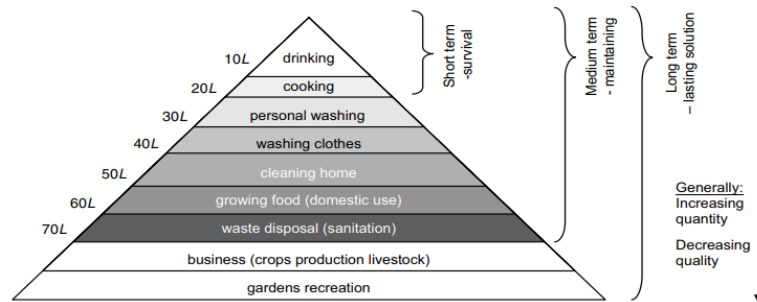 10L
drinking
20L
cooking
30L
personal washing
40L
washing clothes
50L
cleaning home
60L
growing food (domestic use)
70L
waste disposal (sanitation)
business (crops production livestock)
gardens recreation
Short term
-survival
Medium term
- maintaining
Long term
– lasting solution
Generally:
Increasing
quantity
Decreasing
quality